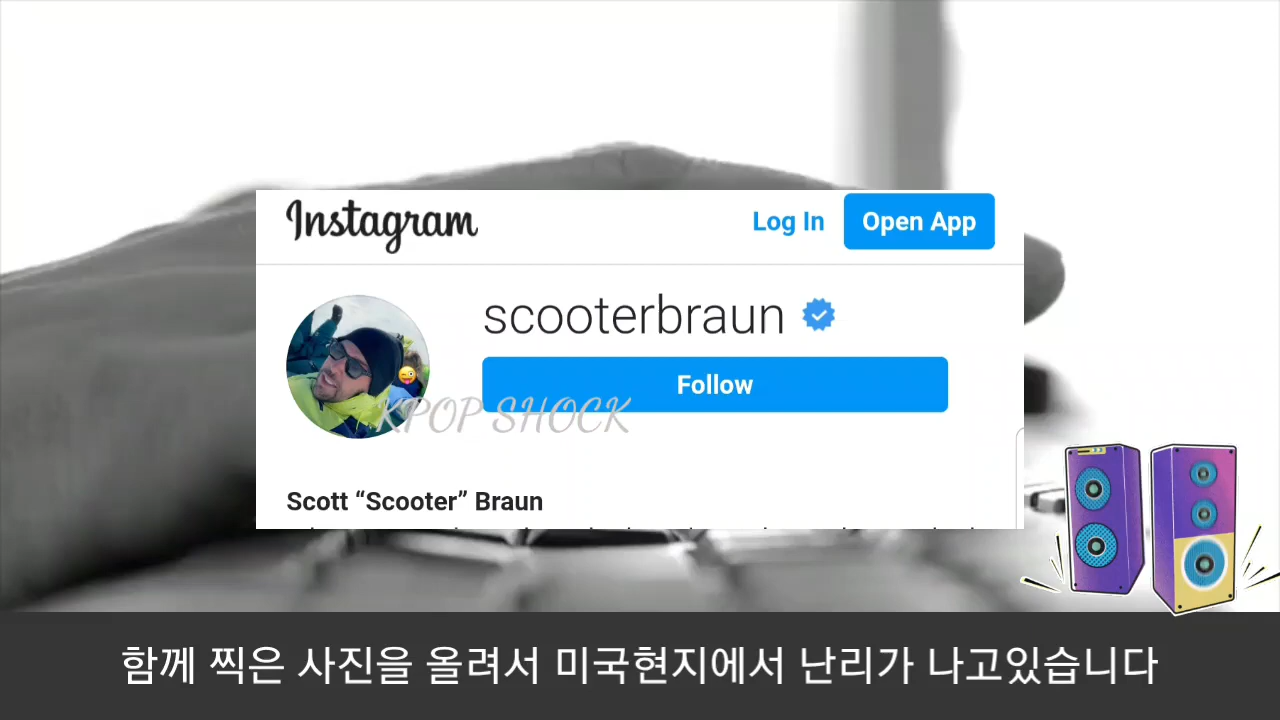 Instagram
Log In
Open App
scooterbraun
Follow
KPOP SHOCK
Scott “Scooter” Braun
함께 찍은 사진을 올려서 미국현지에서 난리가 나고있습니다